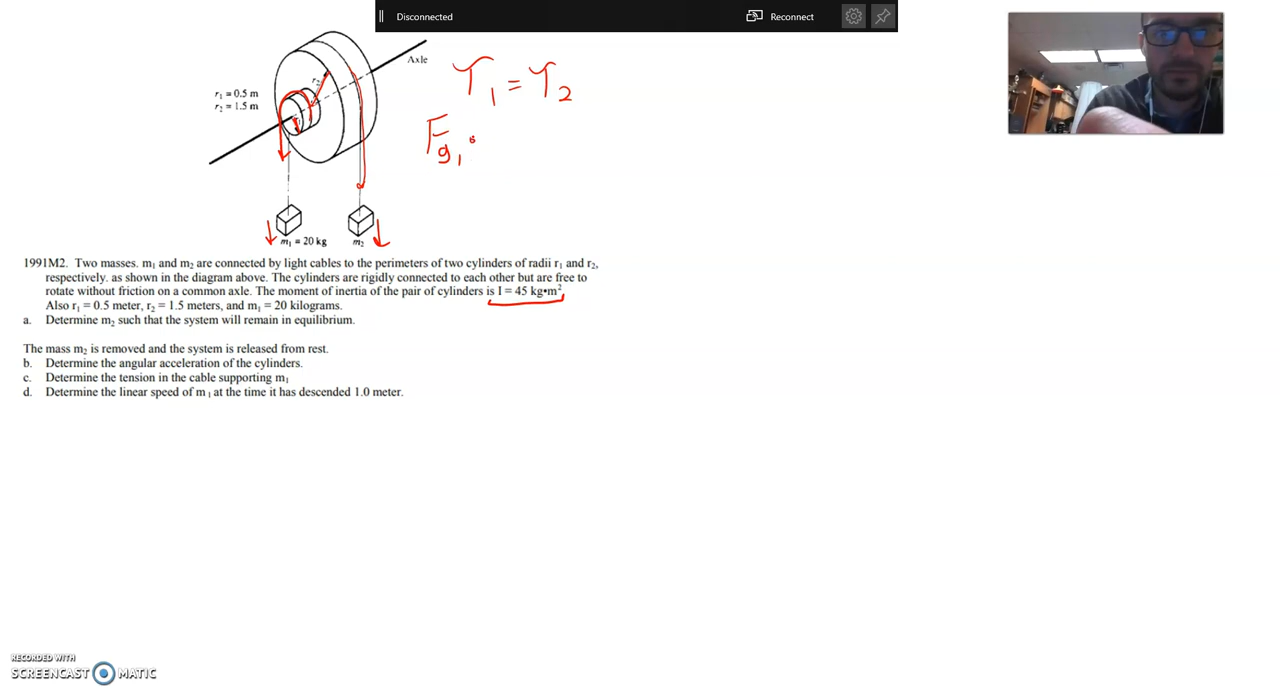 Disconnected
Reconnect
Axle
r₁ = 0.5 m
r₂ = 1.5 m
r₂
τ₁ = τ₂
F g₁ •
m₁ = 20 kg
m₂
1991M2. Two masses. m₁ and m₂ are connected by light cables to the perimeters of two cylinders of radii r₁ and r₂,
respectively. as shown in the diagram above. The cylinders are rigidly connected to each other but are free to
rotate without friction on a common axle. The moment of inertia of the pair of cylinders is I = 45 kg•m²
Also r₁ = 0.5 meter, r₂ = 1.5 meters, and m₁ = 20 kilograms.
a. Determine m₂ such that the system will remain in equilibrium.
The mass m₂ is removed and the system is released from rest.
b. Determine the angular acceleration of the cylinders.
c. Determine the tension in the cable supporting m₁
d. Determine the linear speed of m₁ at the time it has descended 1.0 meter.
RECORDED WITH
SCREENCAST MATIC